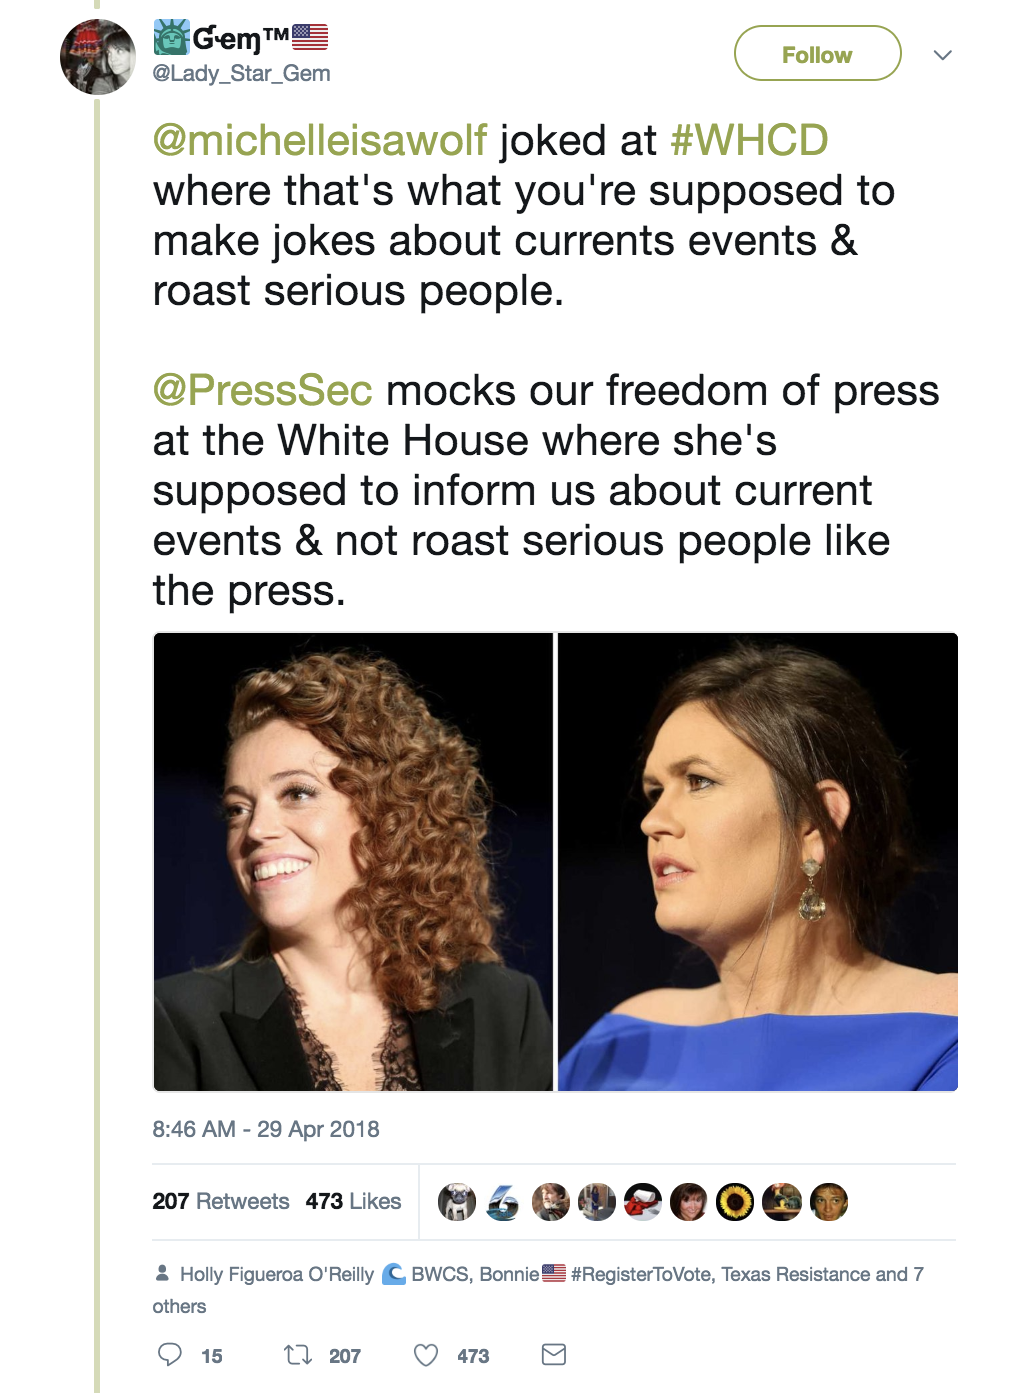 Gem™
@Lady_Star_Gem
Follow
@michelleisawolf joked at #WHCD
where that's what you're supposed to
make jokes about currents events &
roast serious people.
@PressSec mocks our freedom of press
at the White House where she's
supposed to inform us about current
events & not roast serious people like
the press.
8:46 AM - 29 Apr 2018
207 Retweets 473 Likes
Holly Figueroa O'Reilly 🌊 BWCS, Bonnie🇺🇸 #RegisterToVote, Texas Resistance and 7
others
15 207 473